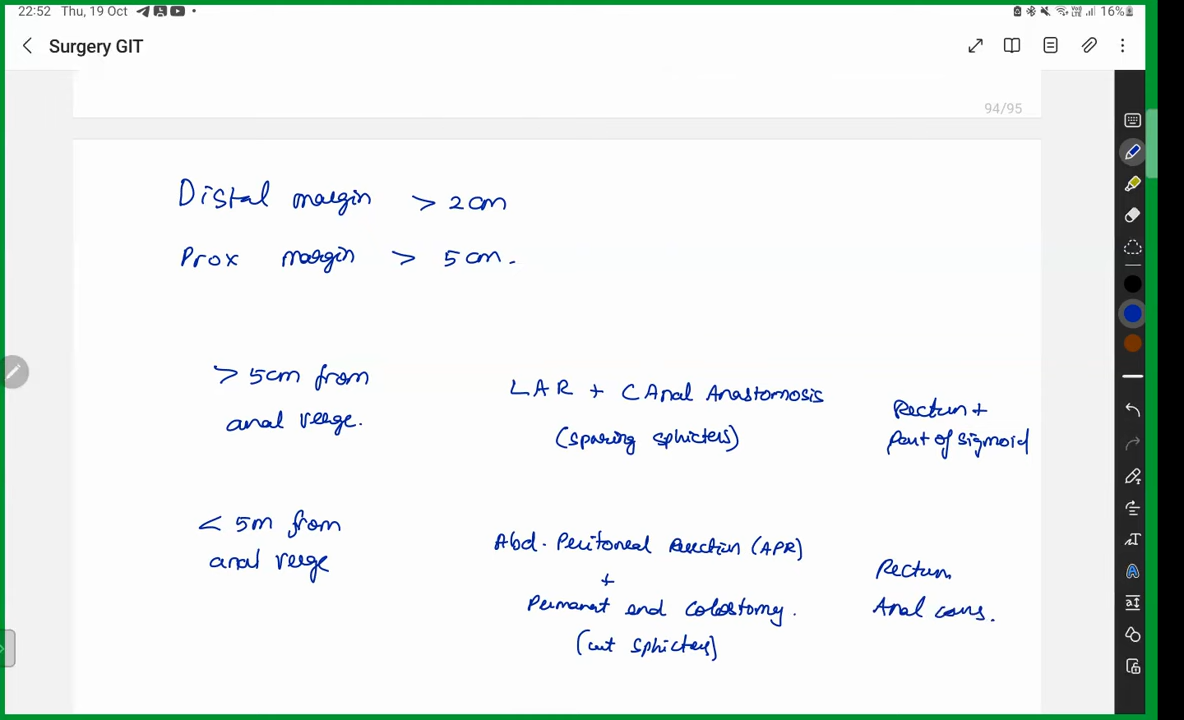 22:52 Thu, 19 Oct
16%
Surgery GIT
94/95
Distal margin > 2cm
Prox margin > 5cm.
> 5cm from
anal verge.
LAR + C Anal Anastomosis
(sparing sphicters)
Rectum +
Part of sigmoid
< 5m from
anal verge
Abd. Peritoneal Resection (APR)
+
Permanat end colostomy.
(cut sphicters)
Rectum
Anal canal.